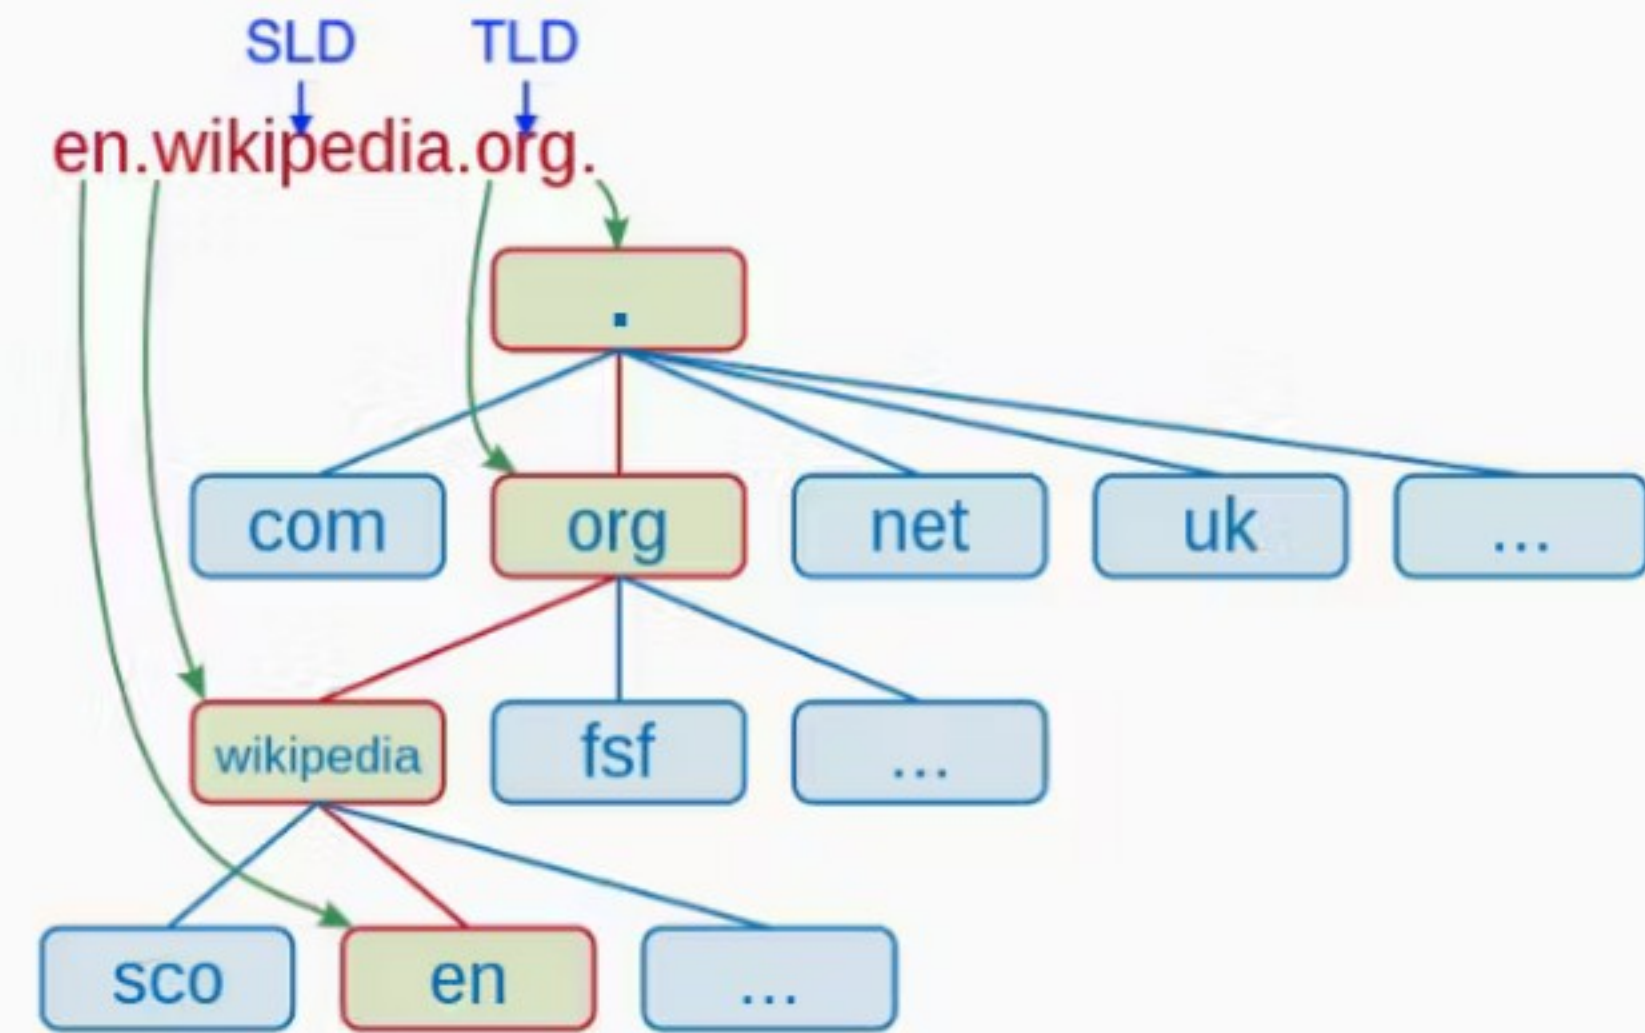 SLD TLD
en.wikipedia.org.
.
com org net uk ...
wikipedia fsf ...
sco en ...